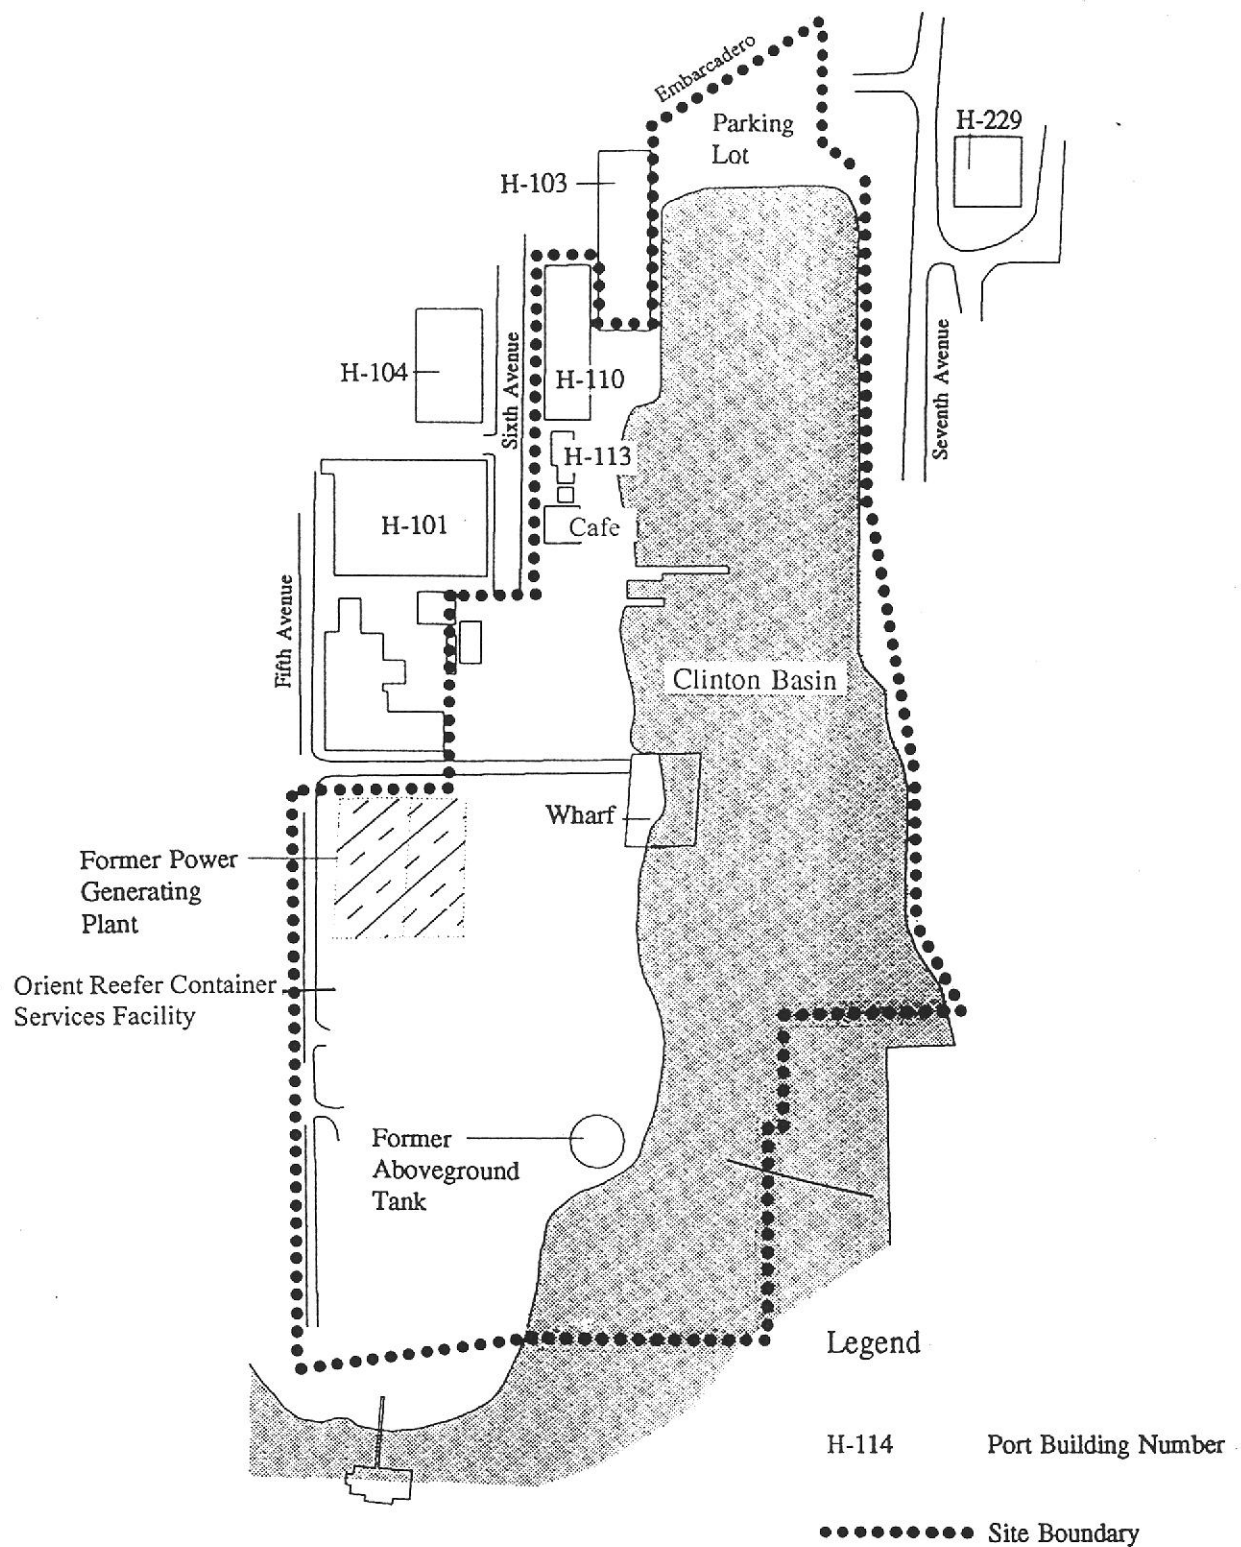 Embarcadero
Parking
Lot
H-229
H-103
H-104
Sixth Avenue
H-110
Seventh Avenue
H-113
H-101
Cafe
Fifth Avenue
Clinton Basin
Wharf
Former Power
Generating
Plant
Orient Reefer Container
Services Facility
Former
Aboveground
Tank
Legend
H-114 Port Building Number
Site Boundary